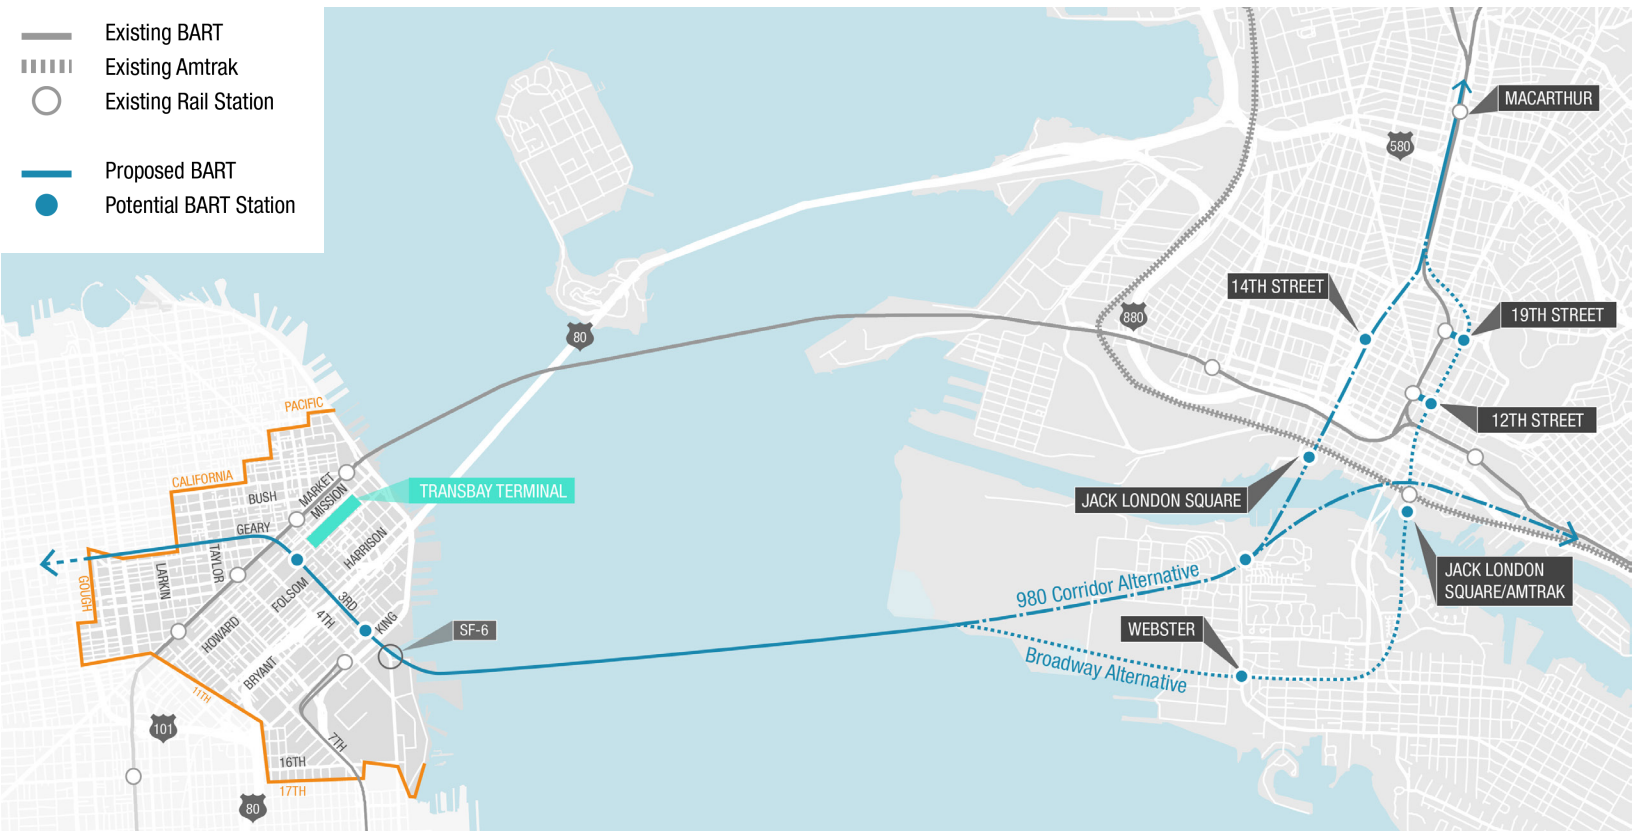 Existing BART
Existing Amtrak
Existing Rail Station
Proposed BART
Potential BART Station
MACARTHUR
580
14TH STREET
880
19TH STREET
80
12TH STREET
PACIFIC
CALIFORNIA
BUSH
MARKET
MISSION
TRANSBAY TERMINAL
JACK LONDON SQUARE
GEARY
TAYLOR
HARRISON
LARKIN
GOUGH
FOLSOM
3RD
4TH
KING
HOWARD
SF-6
980 Corridor Alternative
JACK LONDON
SQUARE/AMTRAK
WEBSTER
Broadway Alternative
BRYANT
11TH
101
7TH
16TH
17TH
80